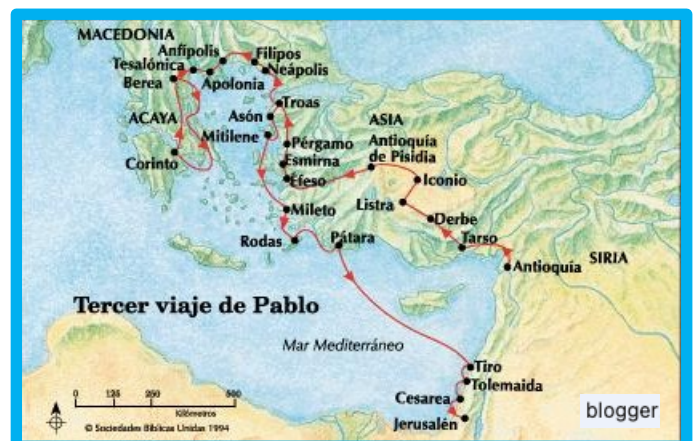 MACEDONIA
Anfípolis
Filipos
Tesalónica
Neápolis
Berea
Apolonia
Troas
Asón
ACAYA
ASIA
Mitilene
Antioquía
de Pisidia
Pérgamo
Corinto
Esmirna
Iconio
Éfeso
Listra
Mileto
Derbe
Rodas
Pátara
Tarso
SIRIA
Antioquía
Tercer viaje de Pablo
Mar Mediterráneo
Tiro
Tolemaida
0 125 250 500
Kilómetros
Cesarea
blogger
Jerusalén
© Sociedades Bíblicas Unidas 1994